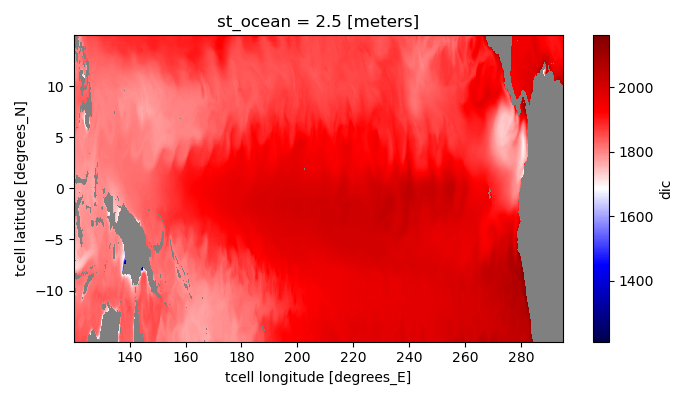 st_ocean = 2.5 [meters]
tcell latitude [degrees_N]
10
5
0
−5
−10
140 160 180 200 220 240 260 280
tcell longitude [degrees_E]
2000
1800
1600
1400
dic